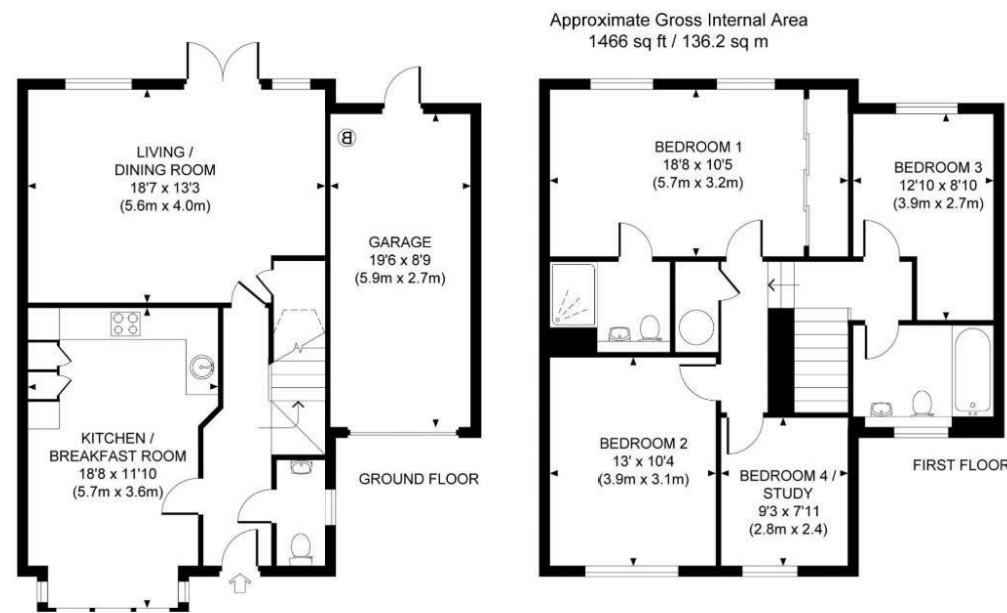 Approximate Gross Internal Area
1466 sq ft / 136.2 sq m
LIVING /
DINING ROOM
18'7 x 13'3
(5.6m x 4.0m)
B
GARAGE
19'6 x 8'9
(5.9m x 2.7m)
KITCHEN /
BREAKFAST ROOM
18'8 x 11'10
(5.7m x 3.6m)
GROUND FLOOR
BEDROOM 1
18'8 x 10'5
(5.7m x 3.2m)
BEDROOM 3
12'10 x 8'10
(3.9m x 2.7m)
BEDROOM 2
13' x 10'4
(3.9m x 3.1m)
BEDROOM 4 /
STUDY
9'3 x 7'11
(2.8m x 2.4)
FIRST FLOOR